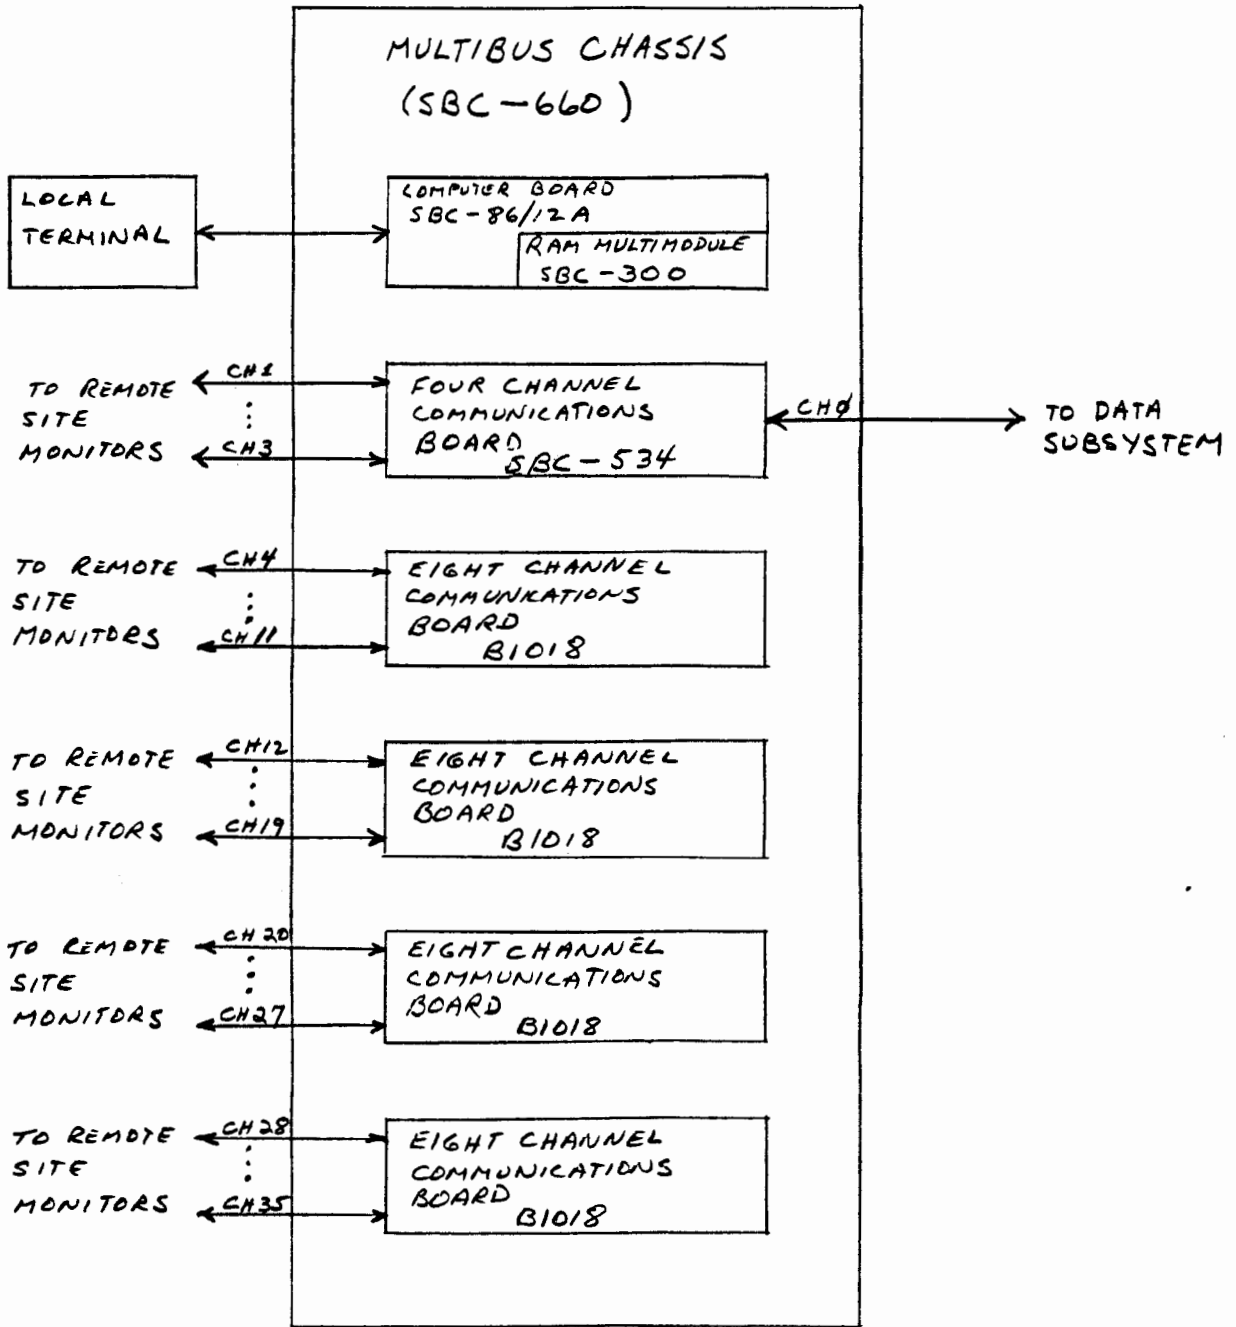 MULTIBUS CHASSIS
(SBC-660)
LOCAL
TERMINAL
COMPUTER BOARD
SBC-86/12A
RAM MULTIMODULE
SBC-300
TO REMOTE
SITE
MONITORS
CH1
CH3
FOUR CHANNEL
COMMUNICATIONS
BOARD
SBC-534
CHØ
TO DATA
SUBSYSTEM
TO REMOTE
SITE
MONITORS
CH4
CH11
EIGHT CHANNEL
COMMUNICATIONS
BOARD
B1018
TO REMOTE
SITE
MONITORS
CH12
CH19
EIGHT CHANNEL
COMMUNICATIONS
BOARD
B1018
TO REMOTE
SITE
MONITORS
CH20
CH27
EIGHT CHANNEL
COMMUNICATIONS
BOARD
B1018
TO REMOTE
SITE
MONITORS
CH28
CH35
EIGHT CHANNEL
COMMUNICATIONS
BOARD
B1018